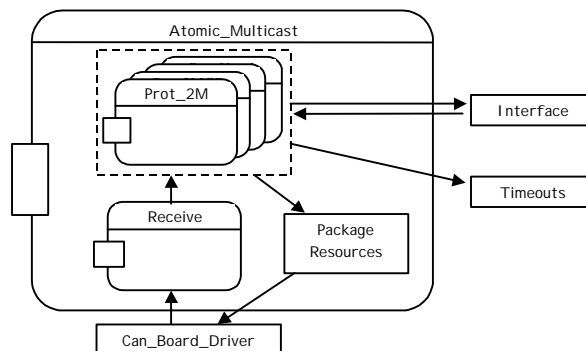 Atomic_Multicast
Prot_2M
Interface
Timeouts
Receive
Package
Resources
Can_Board_Driver